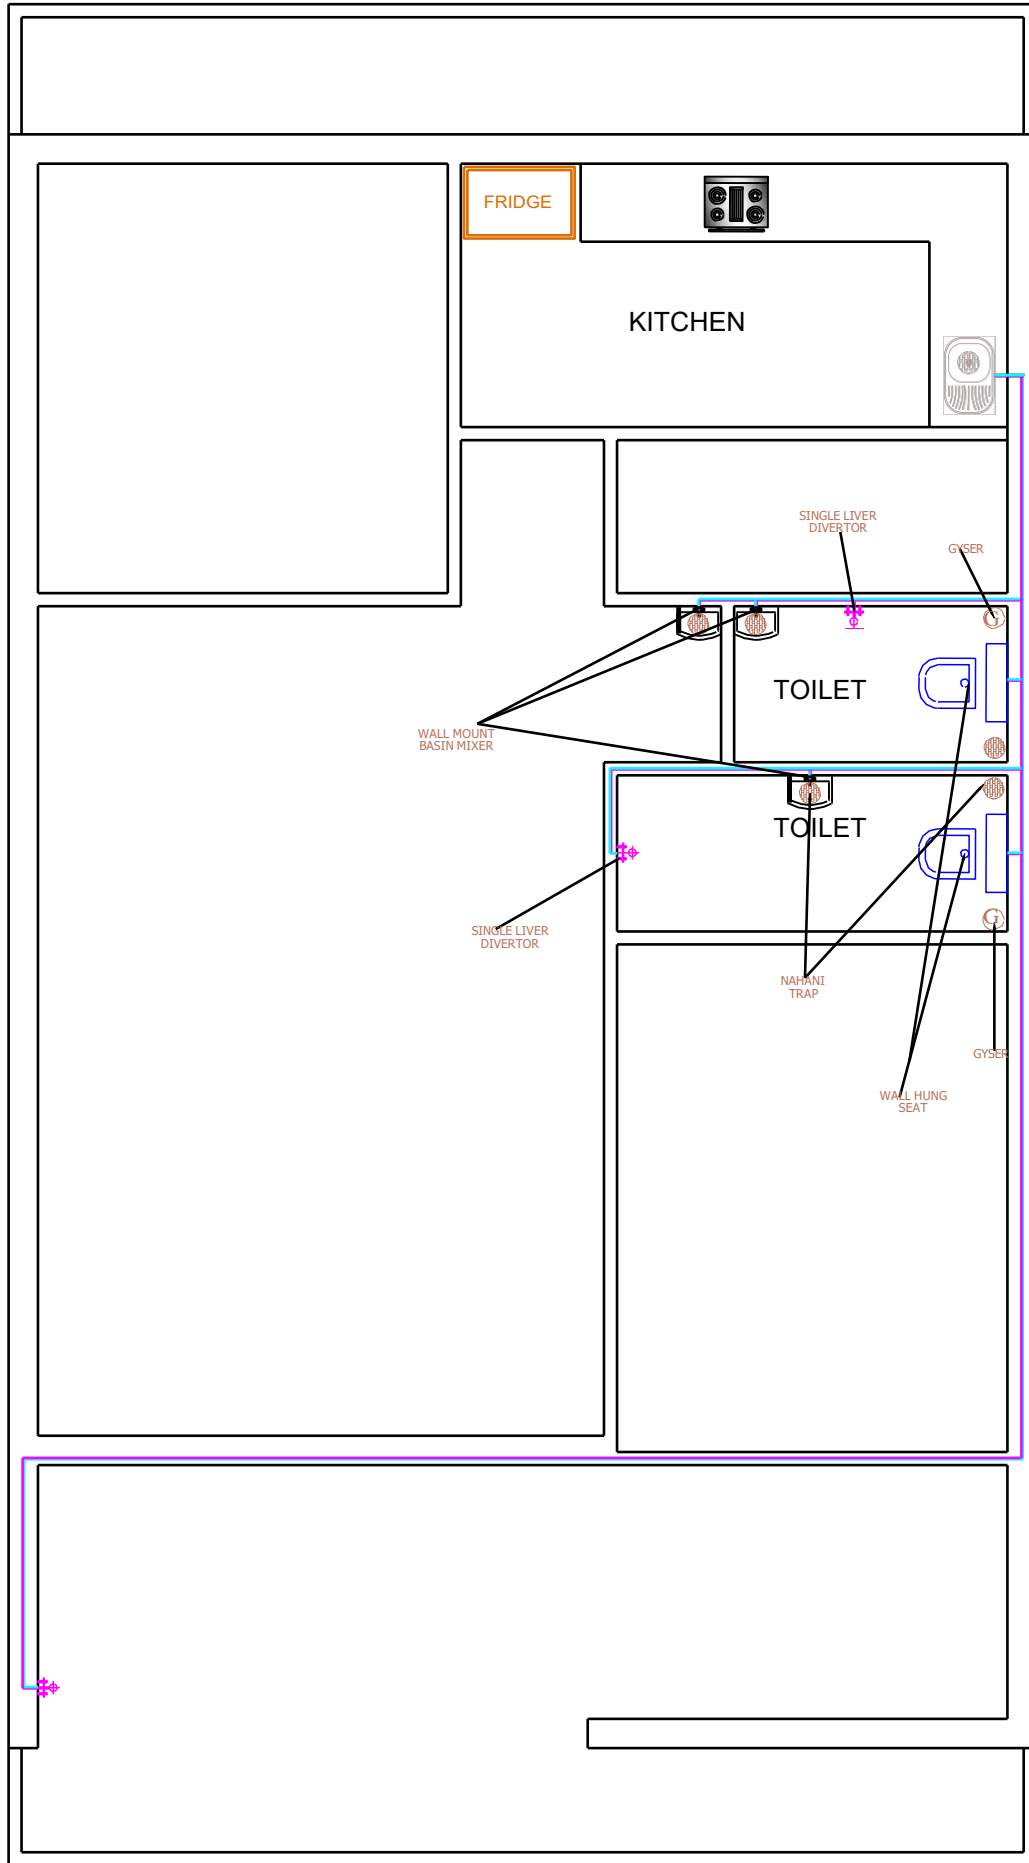 FRIDGE
KITCHEN
SINGLE LIVER
DIVERTOR
GYSER
G
TOILET
WALL MOUNT
BASIN MIXER
TOILET
G
SINGLE LIVER
DIVERTOR
NAHANI
TRAP
GYSER
WALL HUNG
SEAT